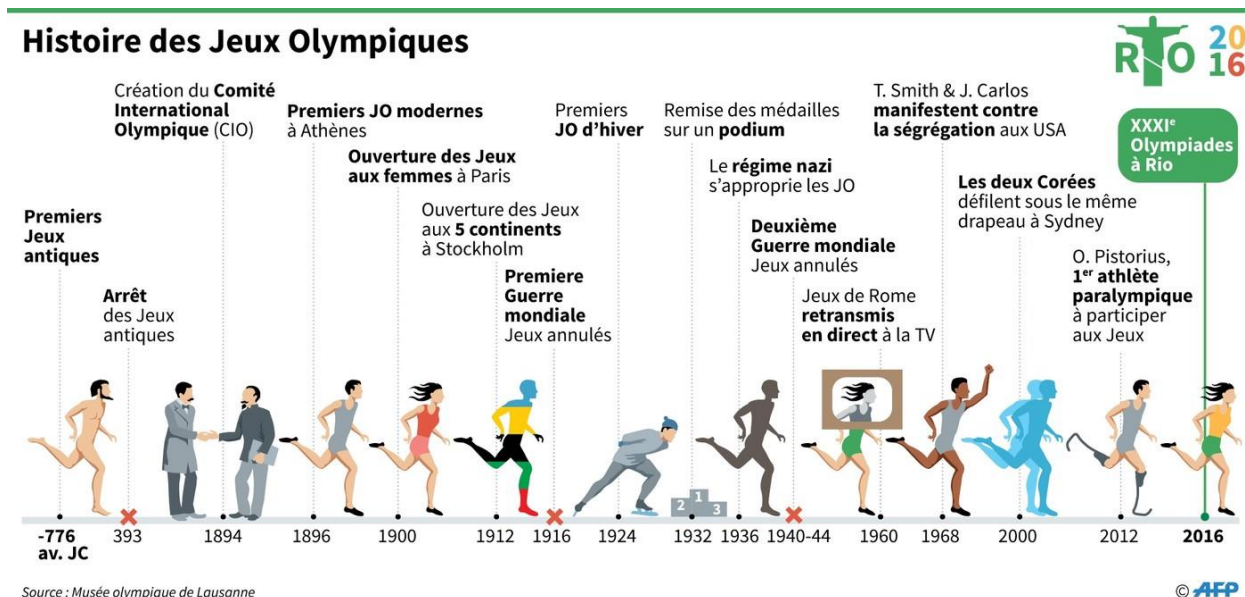 Histoire des Jeux Olympiques
RIO
20
16
Premiers
Jeux
antiques
Arrêt
des Jeux
antiques
Création du Comité
International
Olympique (CIO)
Premiers JO modernes
à Athènes
Ouverture des Jeux
aux femmes à Paris
Ouverture des Jeux
aux 5 continents
à Stockholm
Premiere
Guerre
mondiale
Jeux annulés
Premiers
JO d’hiver
Remise des médailles
sur un podium
Le régime nazi
s’approprie les JO
Deuxième
Guerre mondiale
Jeux annulés
Jeux de Rome
retransmis
en direct à la TV
T. Smith & J. Carlos
manifestent contre
la ségrégation aux USA
Les deux Corées
défilent sous le même
drapeau à Sydney
O. Pistorius,
1er athlète
paralympique
à participer
aux Jeux
XXXIe
Olympiades
à Rio
2 1 3
-776
av. JC
393 1894 1896 1900 1912 1916 1924 1932 1936 1940-44 1960 1968 2000 2012 2016
Source : Musée olympique de Lausanne
© AFP